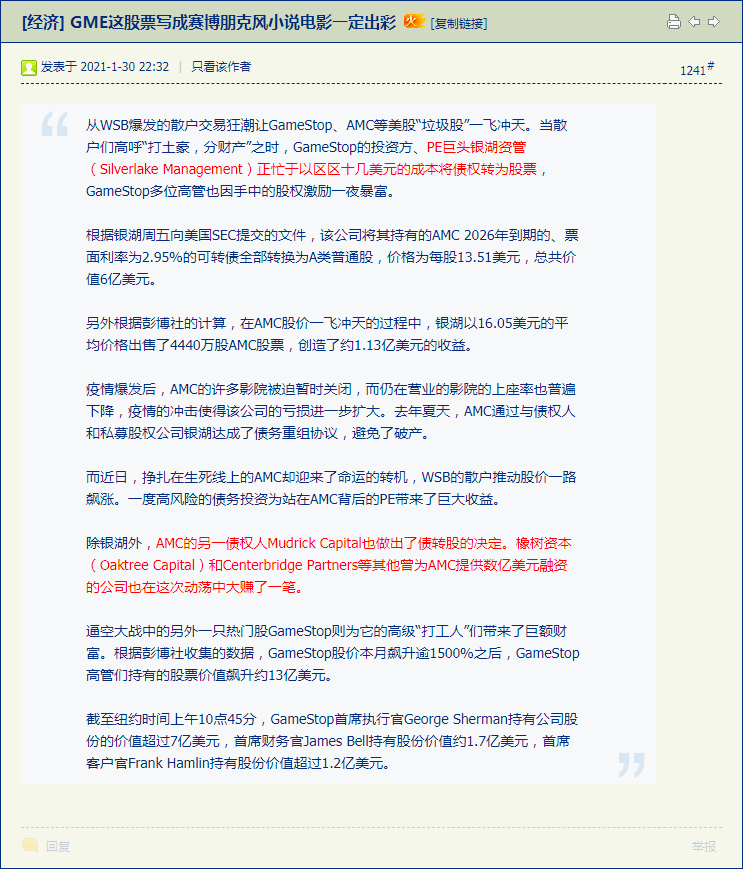 [经济] GME这股票写成赛博朋克风小说电影一定出彩 火 [复制链接]
发表于 2021-1-30 22:32 | 只看该作者
1241#
从WSB爆发的散户交易狂潮让GameStop、AMC等美股“垃圾股”一飞冲天。当散
户们高呼“打土豪，分财产”之时，GameStop的投资方、PE巨头银湖资管
（Silverlake Management）正忙于以区区十几美元的成本将债权转为股票，
GameStop多位高管也因手中的股权激励一夜暴富。
根据银湖周五向美国SEC提交的文件，该公司将其持有的AMC 2026年到期的、票
面利率为2.95%的可转债全部转换为A类普通股，价格为每股13.51美元，总共价
值6亿美元。
另外根据彭博社的计算，在AMC股价一飞冲天的过程中，银湖以16.05美元的平
均价格出售了4440万股AMC股票，创造了约1.13亿美元的收益。
疫情爆发后，AMC的许多影院被迫暂时关闭，而仍在营业的影院的上座率也普遍
下降，疫情的冲击使得该公司的亏损进一步扩大。去年夏天，AMC通过与债权人
和私募股权公司银湖达成了债务重组协议，避免了破产。
而近日，挣扎在生死线上的AMC却迎来了命运的转机，WSB的散户推动股价一路
飙涨。一度高风险的债务投资为站在AMC背后的PE带来了巨大收益。
除银湖外，AMC的另一债权人Mudrick Capital也做出了债转股的决定。橡树资本
（Oaktree Capital）和Centerbridge Partners等其他曾为AMC提供数亿美元融资
的公司也在这次动荡中大赚了一笔。
逼空大战中的另外一只热门股GameStop则为它的高级“打工人”们带来了巨额财
富。根据彭博社收集的数据，GameStop股价本月飙升逾1500%之后，GameStop
高管们持有的股票价值飙升约13亿美元。
截至纽约时间上午10点45分，GameStop首席执行官George Sherman持有公司股
份的价值超过7亿美元，首席财务官James Bell持有股份价值约1.7亿美元，首席
客户官Frank Hamlin持有股份价值超过1.2亿美元。
回复
举报